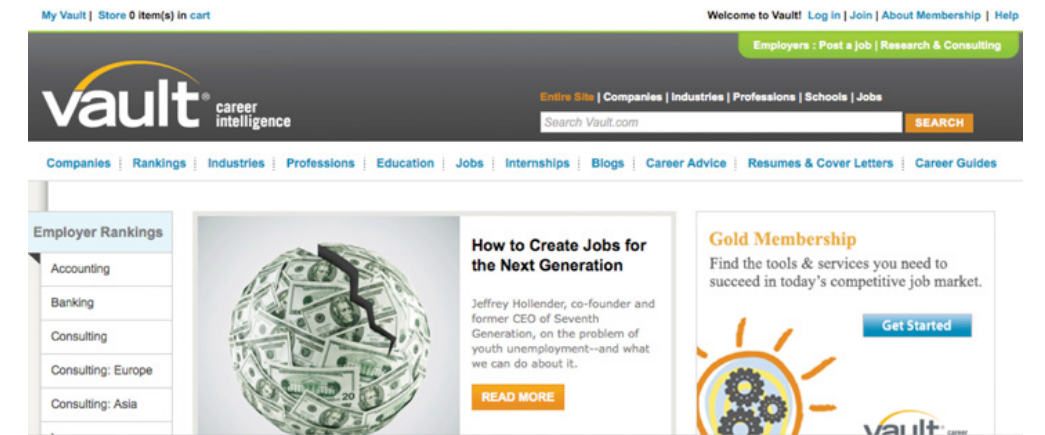 My Vault | Store 0 item(s) in cart
Welcome to Vault! Log in | Join | About Membership | Help
Employers : Post a job | Research & Consulting
vault® career
intelligence
Entire Site | Companies | Industries | Professions | Schools | Jobs
Search Vault.com
SEARCH
Companies Rankings Industries Professions Education Jobs Internships Blogs Career Advice Resumes & Cover Letters Career Guides
Employer Rankings
Accounting
Banking
Consulting
Consulting: Europe
Consulting: Asia
20
How to Create Jobs for
the Next Generation
Jeffrey Hollender, co-founder and
former CEO of Seventh
Generation, on the problem of
youth unemployment--and what
we can do about it.
READ MORE
Gold Membership
Find the tools & services you need to
succeed in today's competitive job market.
Get Started
vault career